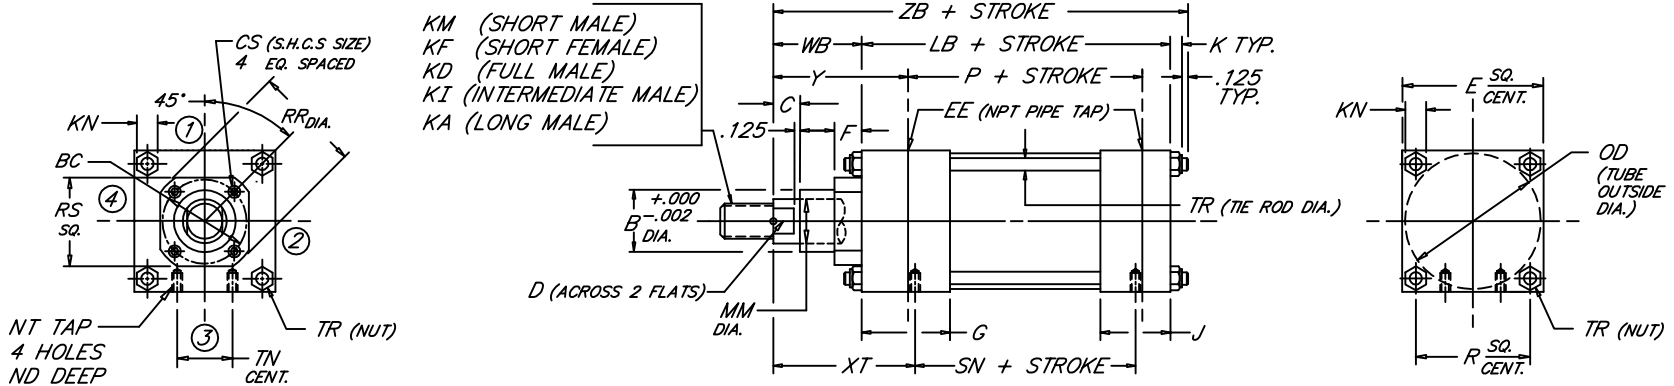 CS (S.H.C.S SIZE)
4 EQ. SPACED
45°
KN
1
RR DIA.
BC
4
RS
SQ.
2
NT TAP
4 HOLES
ND DEEP
3
TN
CENT.
TR (NUT)
KM (SHORT MALE)
KF (SHORT FEMALE)
KD (FULL MALE)
KI (INTERMEDIATE MALE)
KA (LONG MALE)
ZB + STROKE
WB
LB + STROKE
K TYP.
Y
P + STROKE
.125
TYP.
C
EE (NPT PIPE TAP)
.125
F
B +.000
-.002
DIA.
TR (TIE ROD DIA.)
D (ACROSS 2 FLATS)
MM
DIA.
G
J
XT
SN + STROKE
E SQ.
CENT.
KN
OD
(TUBE
OUTSIDE
DIA.)
TR (NUT)
R SQ.
CENT.